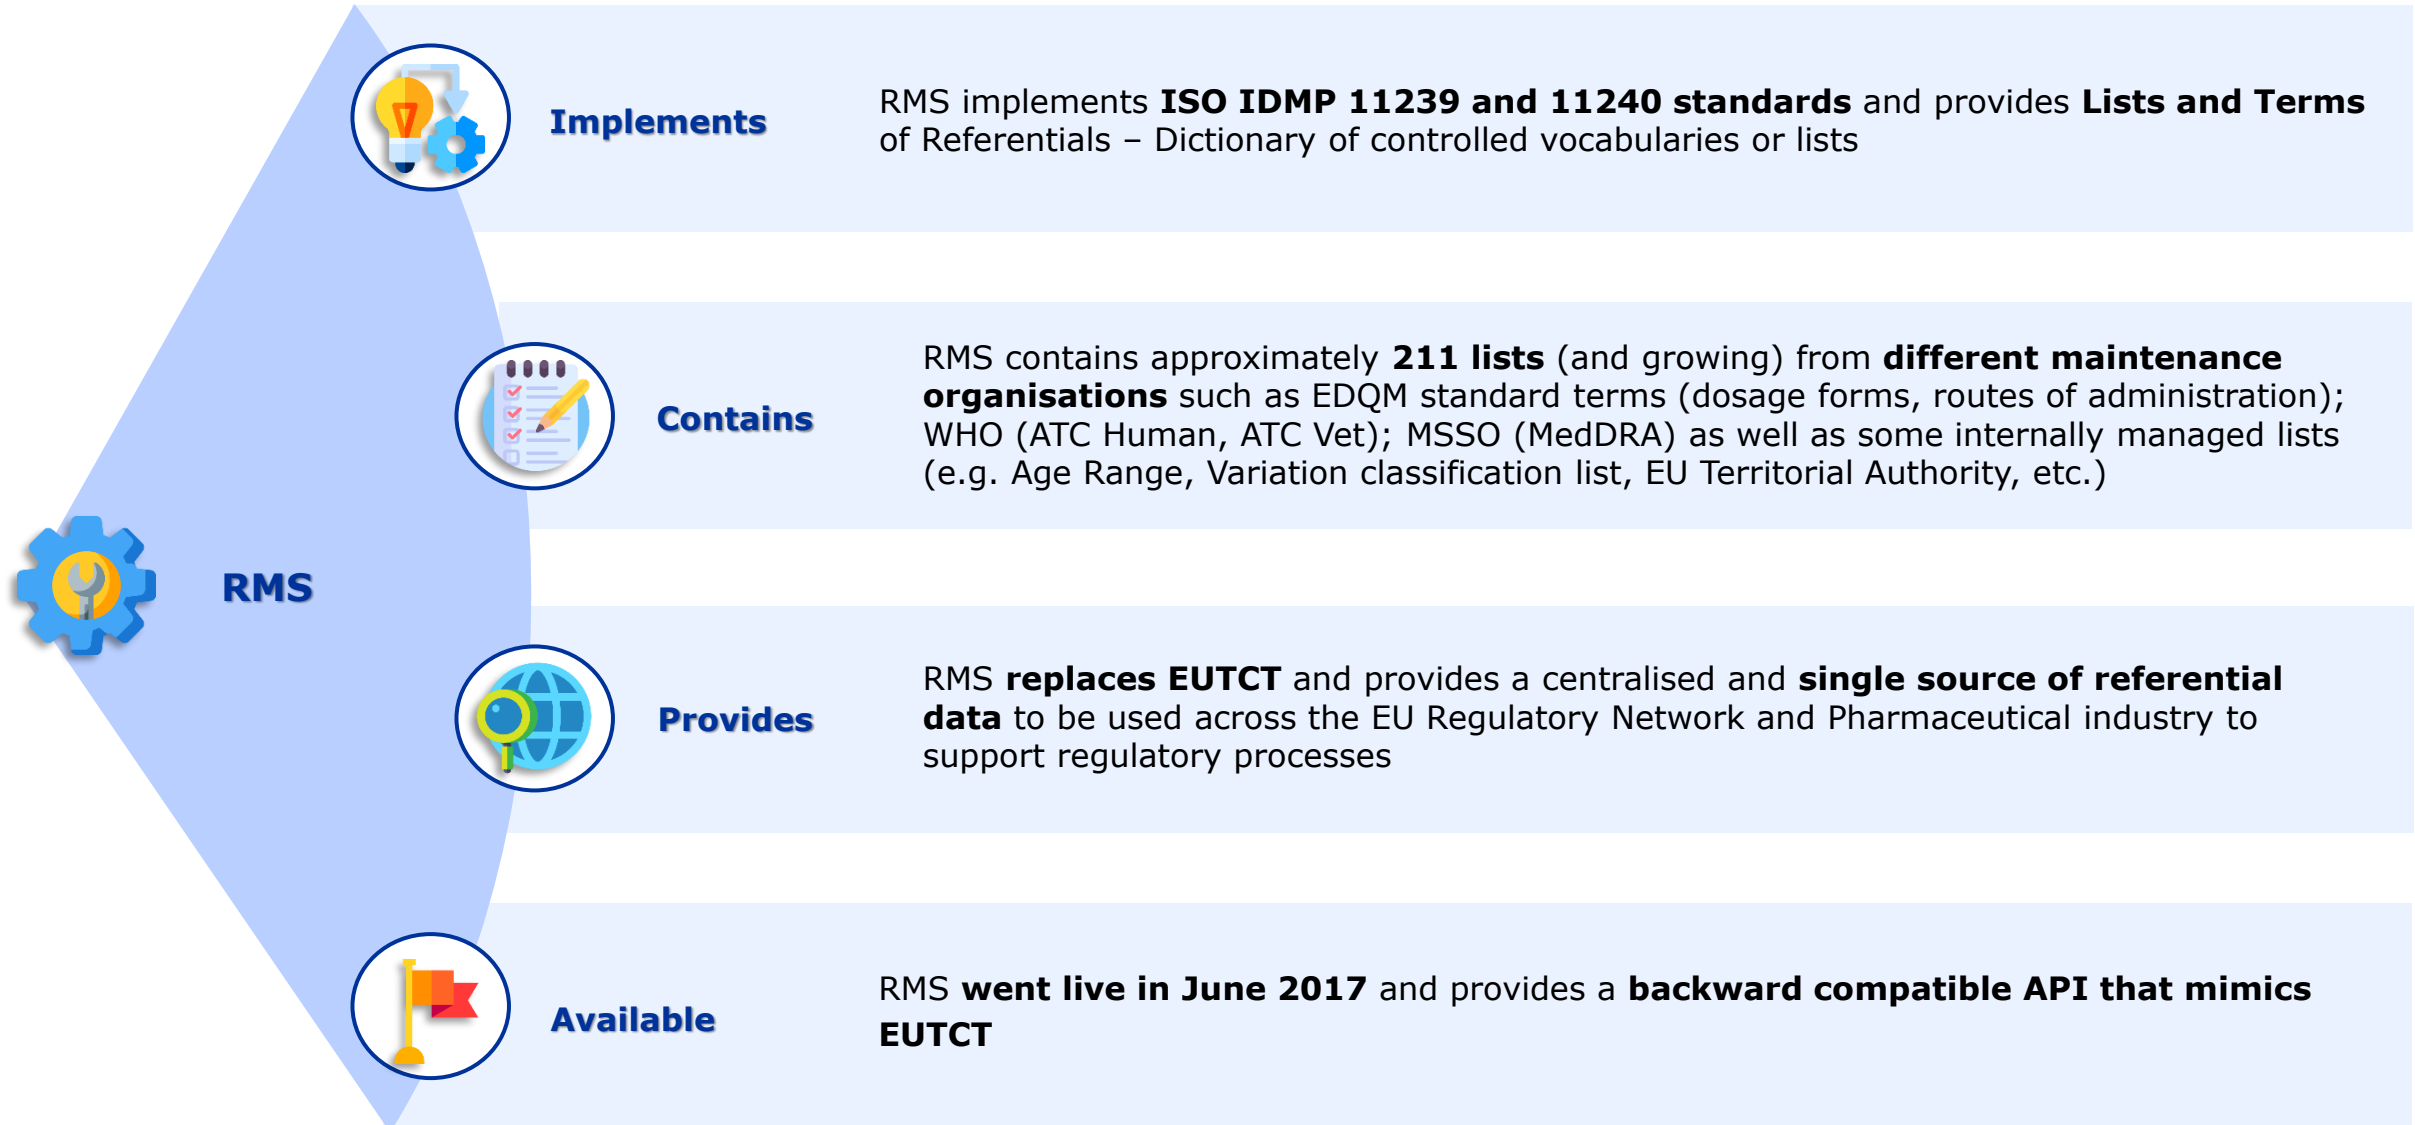 Implements
RMS implements ISO IDMP 11239 and 11240 standards and provides Lists and Terms
of Referentials – Dictionary of controlled vocabularies or lists
Contains
RMS contains approximately 211 lists (and growing) from different maintenance
organisations such as EDQM standard terms (dosage forms, routes of administration);
WHO (ATC Human, ATC Vet); MSSO (MedDRA) as well as some internally managed lists
(e.g. Age Range, Variation classification list, EU Territorial Authority, etc.)
RMS
Provides
RMS replaces EUTCT and provides a centralised and single source of referential
data to be used across the EU Regulatory Network and Pharmaceutical industry to
support regulatory processes
Available
RMS went live in June 2017 and provides a backward compatible API that mimics
EUTCT